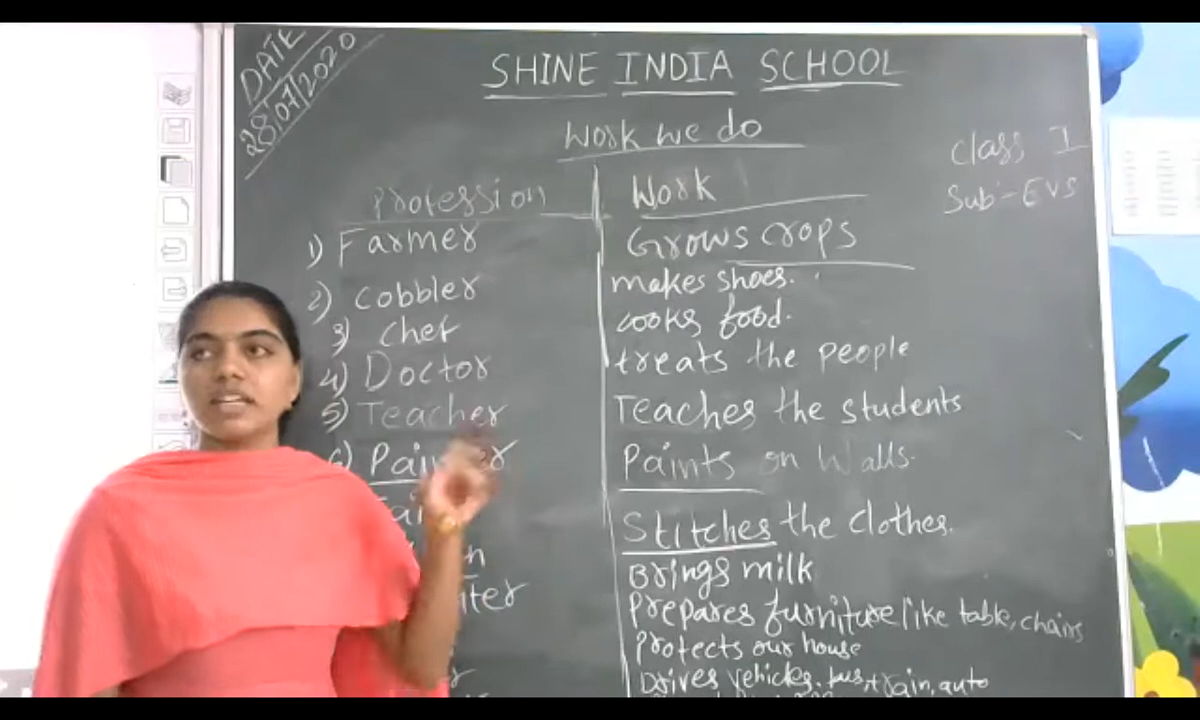 DATE
28/07/2020
SHINE INDIA SCHOOL
Work we do
Class I
Sub:- EVS
Profession Work
1) Farmer Grows crops
2) Cobbler makes shoes.
3) Chef cooks food.
4) Doctor treats the people
5) Teacher Teaches the students
6) Paints on Walls.
Stitches the clothes.
Brings milk
Prepares furniture like table, chairs
Protects our house
Drives vehicles. bus, train, auto